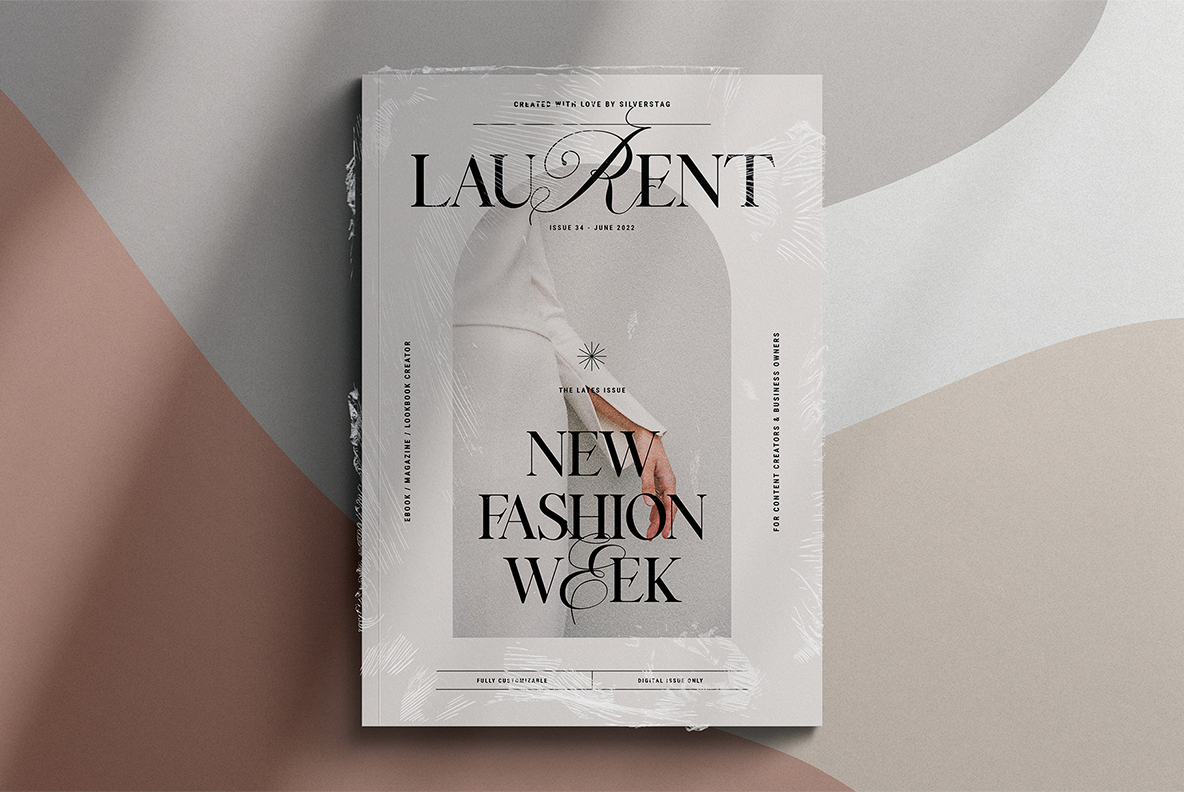 CREATED WITH LOVE BY SILVERSTAG
LAURENT
ISSUE 34 - JUNE 2022
EBOOK / MAGAZINE / LOOKBOOK CREATOR
FOR CONTENT CREATORS & BUSINESS OWNERS
THE LATES ISSUE
NEW
FASHION
WEEK
FULLY CUSTOMIZABLE
DIGITAL ISSUE ONLY